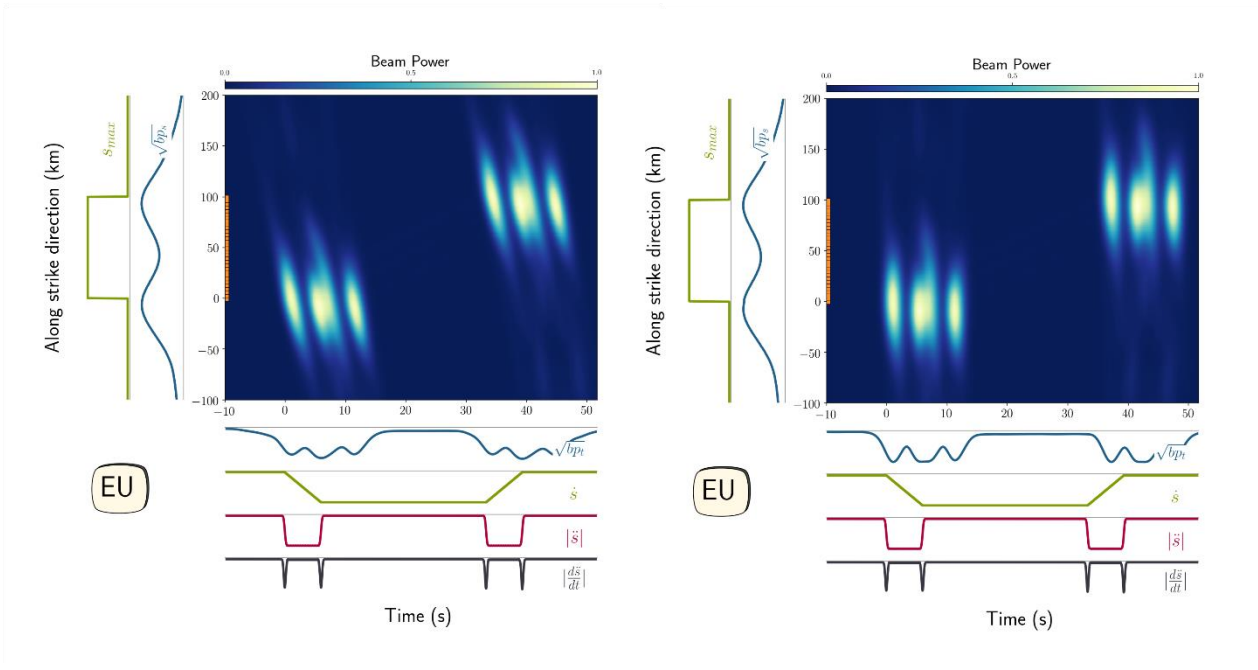 Beam Power
0.0 0.5 1.0
s_max
√bp_s
Along strike direction (km)
200
150
100
50
0
−50
−100
−10 0 10 20 30 40 50
√bp_t
EU
ṡ
|s̈|
|ds̈/dt|
Time (s)
Beam Power
0.0 0.5 1.0
s_max
√bp_s
Along strike direction (km)
200
150
100
50
0
−50
−100
−10 0 10 20 30 40 50
√bp_t
EU
ṡ
|s̈|
|ds̈/dt|
Time (s)